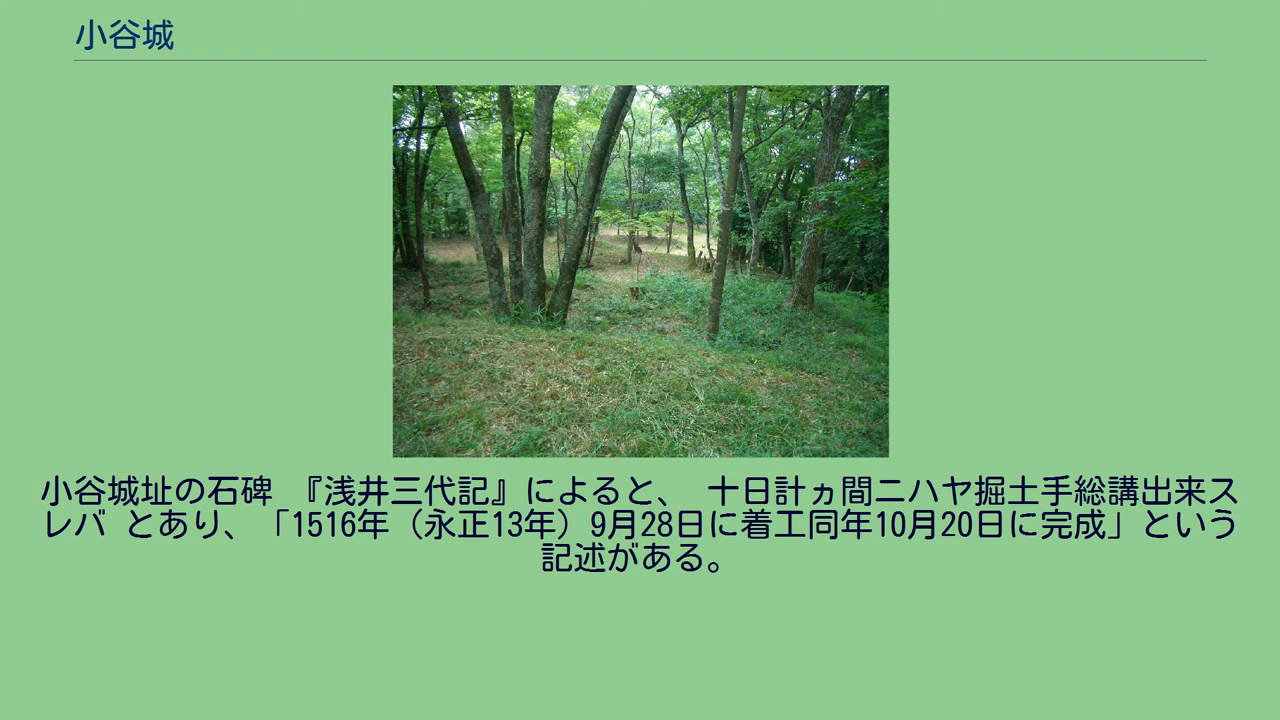 小谷城
小谷城址の石碑 『浅井三代記』によると、 十日計ヵ間ニハヤ掘土手総講出来ス
レバ とあり、「1516年（永正13年）9月28日に着工同年10月20日に完成」という
記述がある。